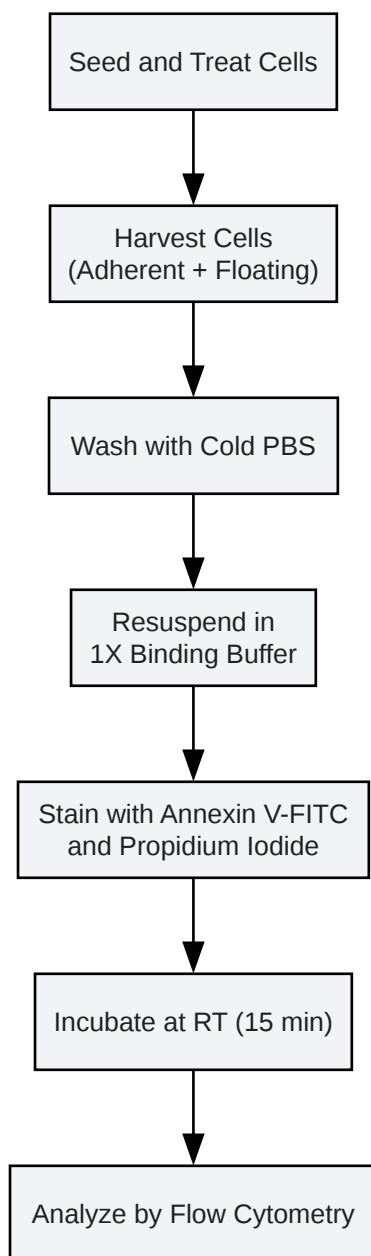 Seed and Treat Cells
Harvest Cells
(Adherent + Floating)
Wash with Cold PBS
Resuspend in
1X Binding Buffer
Stain with Annexin V-FITC
and Propidium Iodide
Incubate at RT (15 min)
Analyze by Flow Cytometry